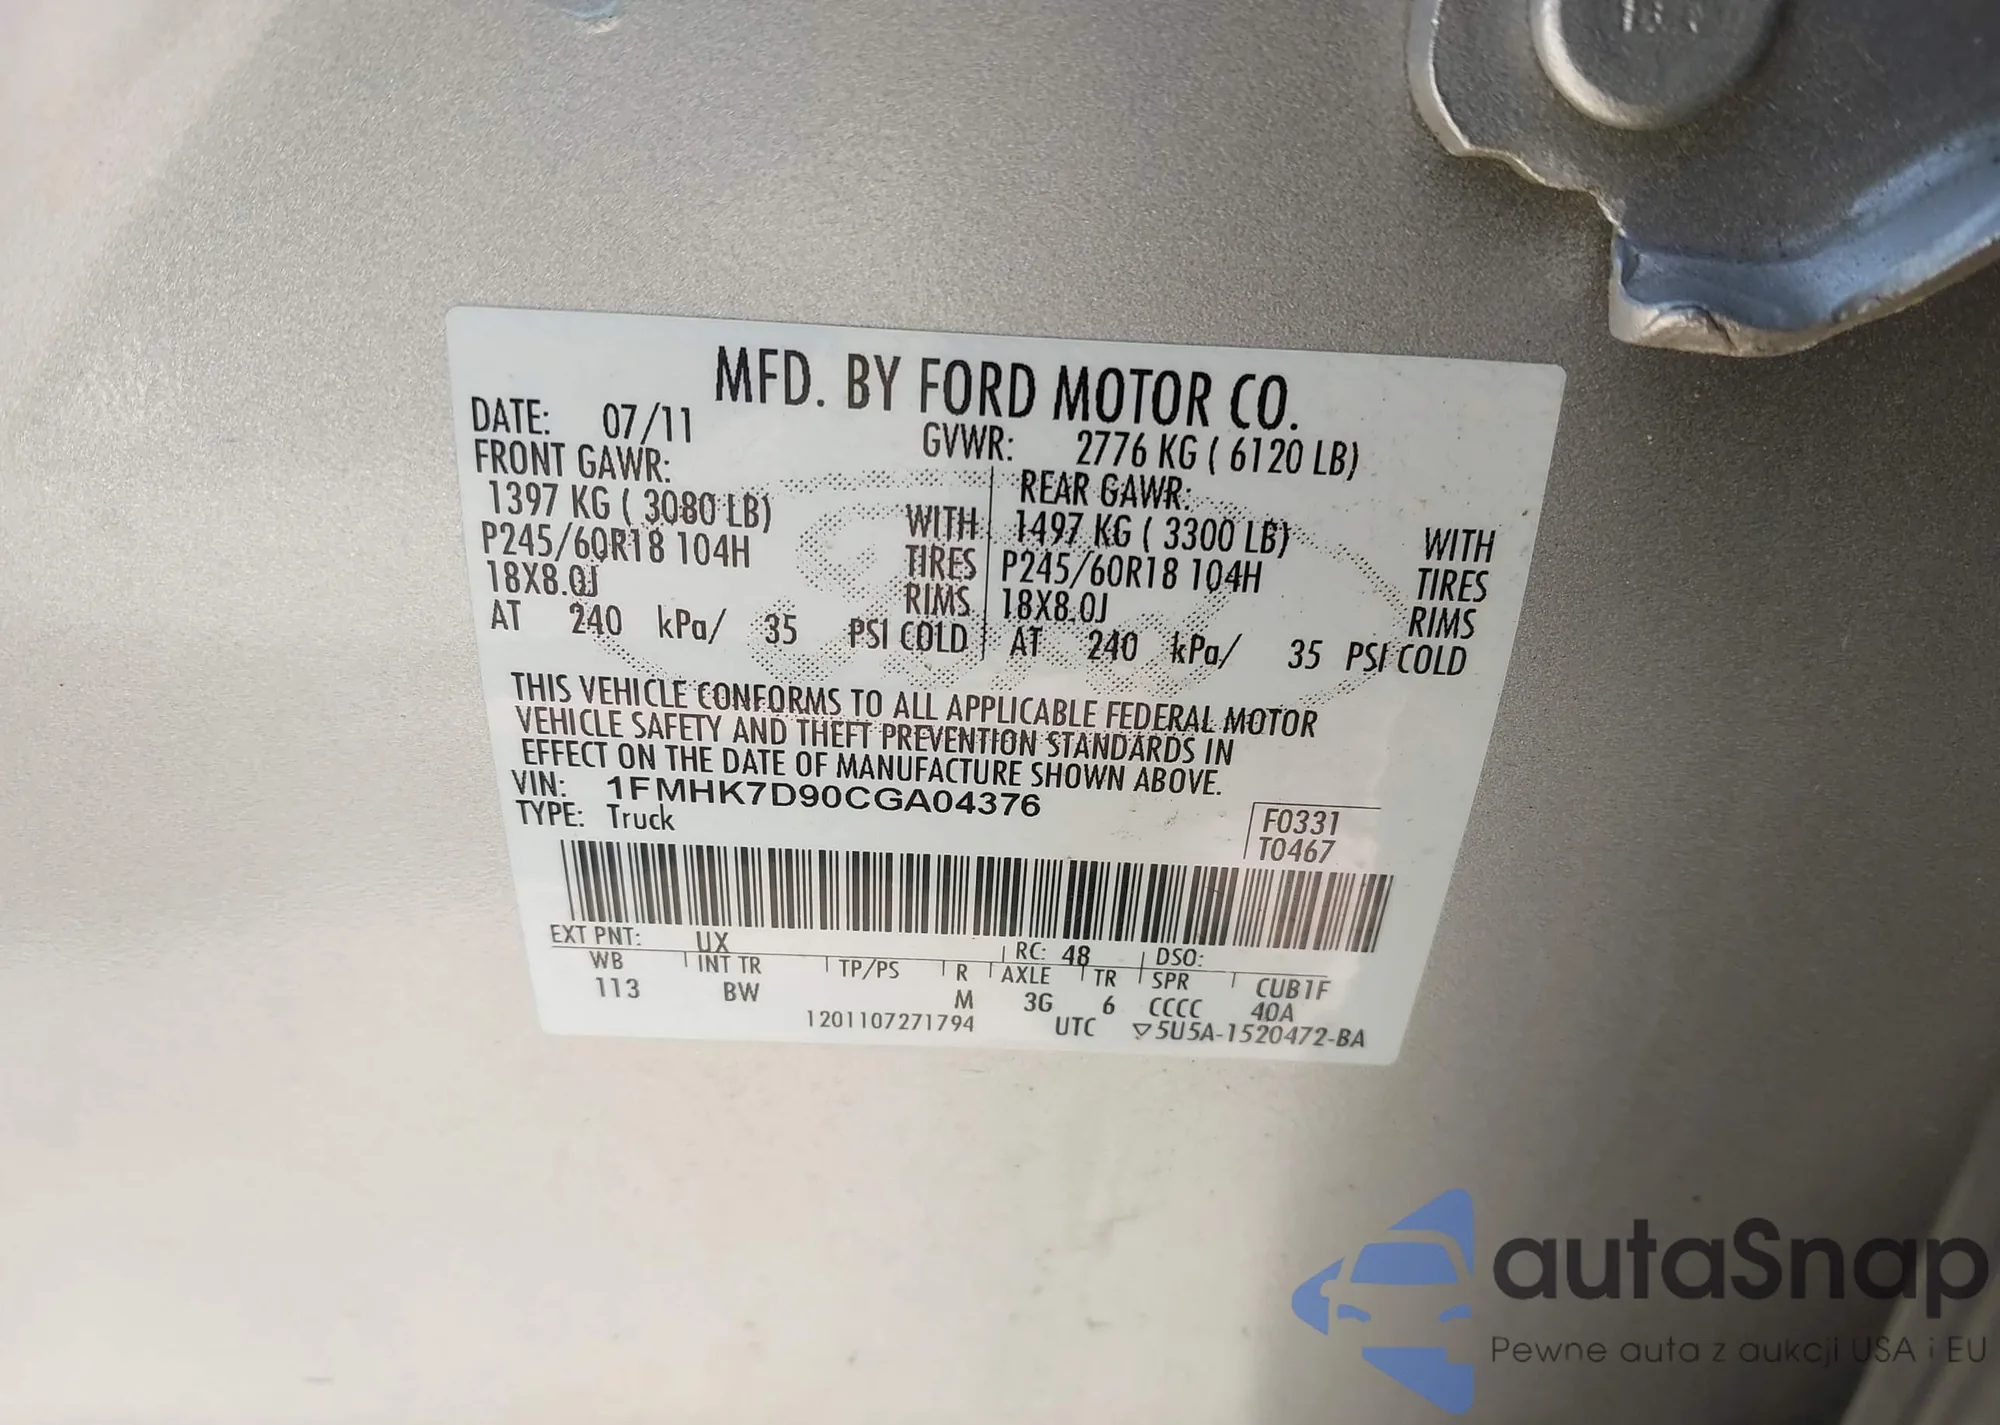 MFD. BY FORD MOTOR CO.
DATE: 07/11 GVWR: 2776 KG ( 6120 LB)
FRONT GAWR: REAR GAWR:
1397 KG ( 3080 LB) WITH 1497 KG ( 3300 LB) WITH
P245/60R18 104H TIRES P245/60R18 104H TIRES
18X8.0J RIMS 18X8.0J RIMS
AT 240 kPa/ 35 PSI COLD AT 240 kPa/ 35 PSI COLD
THIS VEHICLE CONFORMS TO ALL APPLICABLE FEDERAL MOTOR
VEHICLE SAFETY AND THEFT PREVENTION STANDARDS IN
EFFECT ON THE DATE OF MANUFACTURE SHOWN ABOVE.
VIN: 1FMHK7D90CGA04376
TYPE: Truck F0331
T0467
EXT PNT: UX RC: 48 DSO:
WB INT TR TP/PS R AXLE TR SPR CUB1F
113 BW M 3G 6 CCCC 40A
1201107271794 UTC ▽5U5A-1520472-BA
autaSnap
Pewne auta z aukcji USA i EU